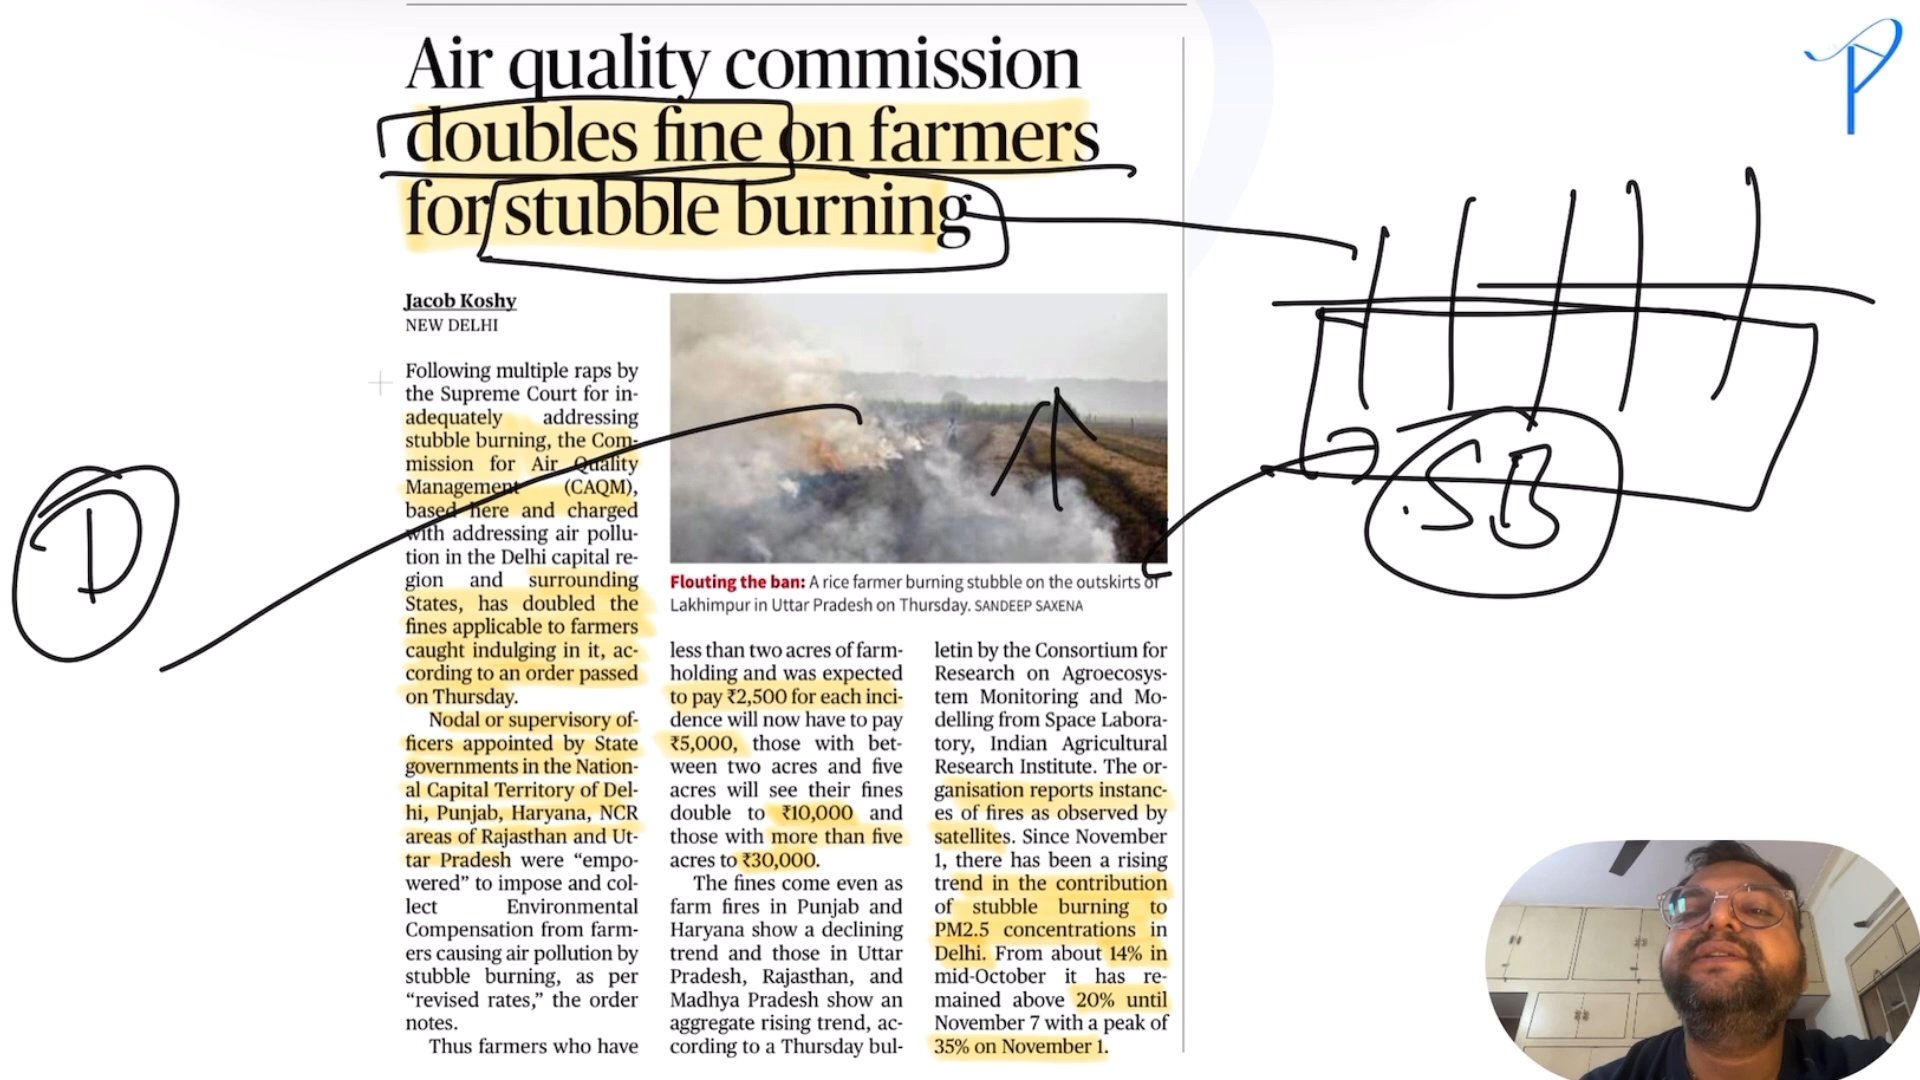 Air quality commission
doubles fine on farmers
for stubble burning
Jacob Koshy
NEW DELHI
Following multiple raps by
the Supreme Court for in-
adequately addressing
stubble burning, the Com-
mission for Air Quality
Management (CAQM),
based here and charged
with addressing air pollu-
tion in the Delhi capital re-
gion and surrounding
States, has doubled the
fines applicable to farmers
caught indulging in it, ac-
cording to an order passed
on Thursday.
Nodal or supervisory of-
ficers appointed by State
governments in the Nation-
al Capital Territory of Del-
hi, Punjab, Haryana, NCR
areas of Rajasthan and Ut-
tar Pradesh were “empo-
wered” to impose and col-
lect Environmental
Compensation from farm-
ers causing air pollution by
stubble burning, as per
“revised rates,” the order
notes.
Thus farmers who have
Flouting the ban: A rice farmer burning stubble on the outskirts of
Lakhimpur in Uttar Pradesh on Thursday. SANDEEP SAXENA
less than two acres of farm-
holding and was expected
to pay ₹2,500 for each inci-
dence will now have to pay
₹5,000, those with bet-
ween two acres and five
acres will see their fines
double to ₹10,000 and
those with more than five
acres to ₹30,000.
The fines come even as
farm fires in Punjab and
Haryana show a declining
trend and those in Uttar
Pradesh, Rajasthan, and
Madhya Pradesh show an
aggregate rising trend, ac-
cording to a Thursday bul-
letin by the Consortium for
Research on Agroecosys-
tem Monitoring and Mo-
delling from Space Labora-
tory, Indian Agricultural
Research Institute. The or-
ganisation reports instanc-
es of fires as observed by
satellites. Since November
1, there has been a rising
trend in the contribution
of stubble burning to
PM2.5 concentrations in
Delhi. From about 14% in
mid-October it has re-
mained above 20% until
November 7 with a peak of
35% on November 1.
D
SB
P